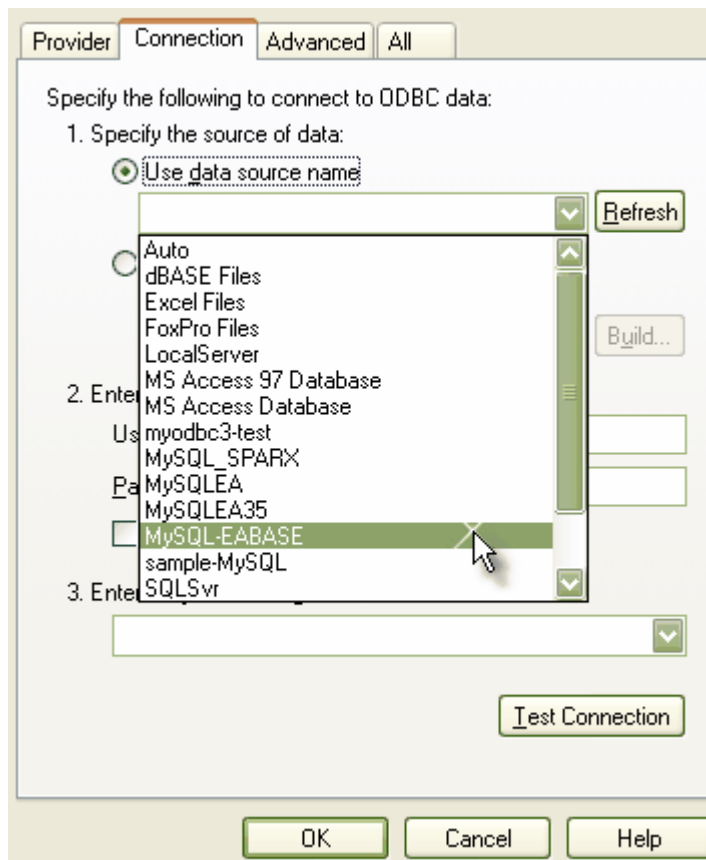 Provider Connection Advanced All
Specify the following to connect to ODBC data:
1. Specify the source of data:
Use data source name
Refresh
Auto
dBASE Files
Excel Files
FoxPro Files
LocalServer
Build...
MS Access 97 Database
2. Enter
MS Access Database
Us
myodbc3-test
MySQL_SPARX
Pa
MySQLEA
MySQLEA35
MySQL-EABASE
sample-MySQL
3. Enter
SQLSvr
Test Connection
OK Cancel Help